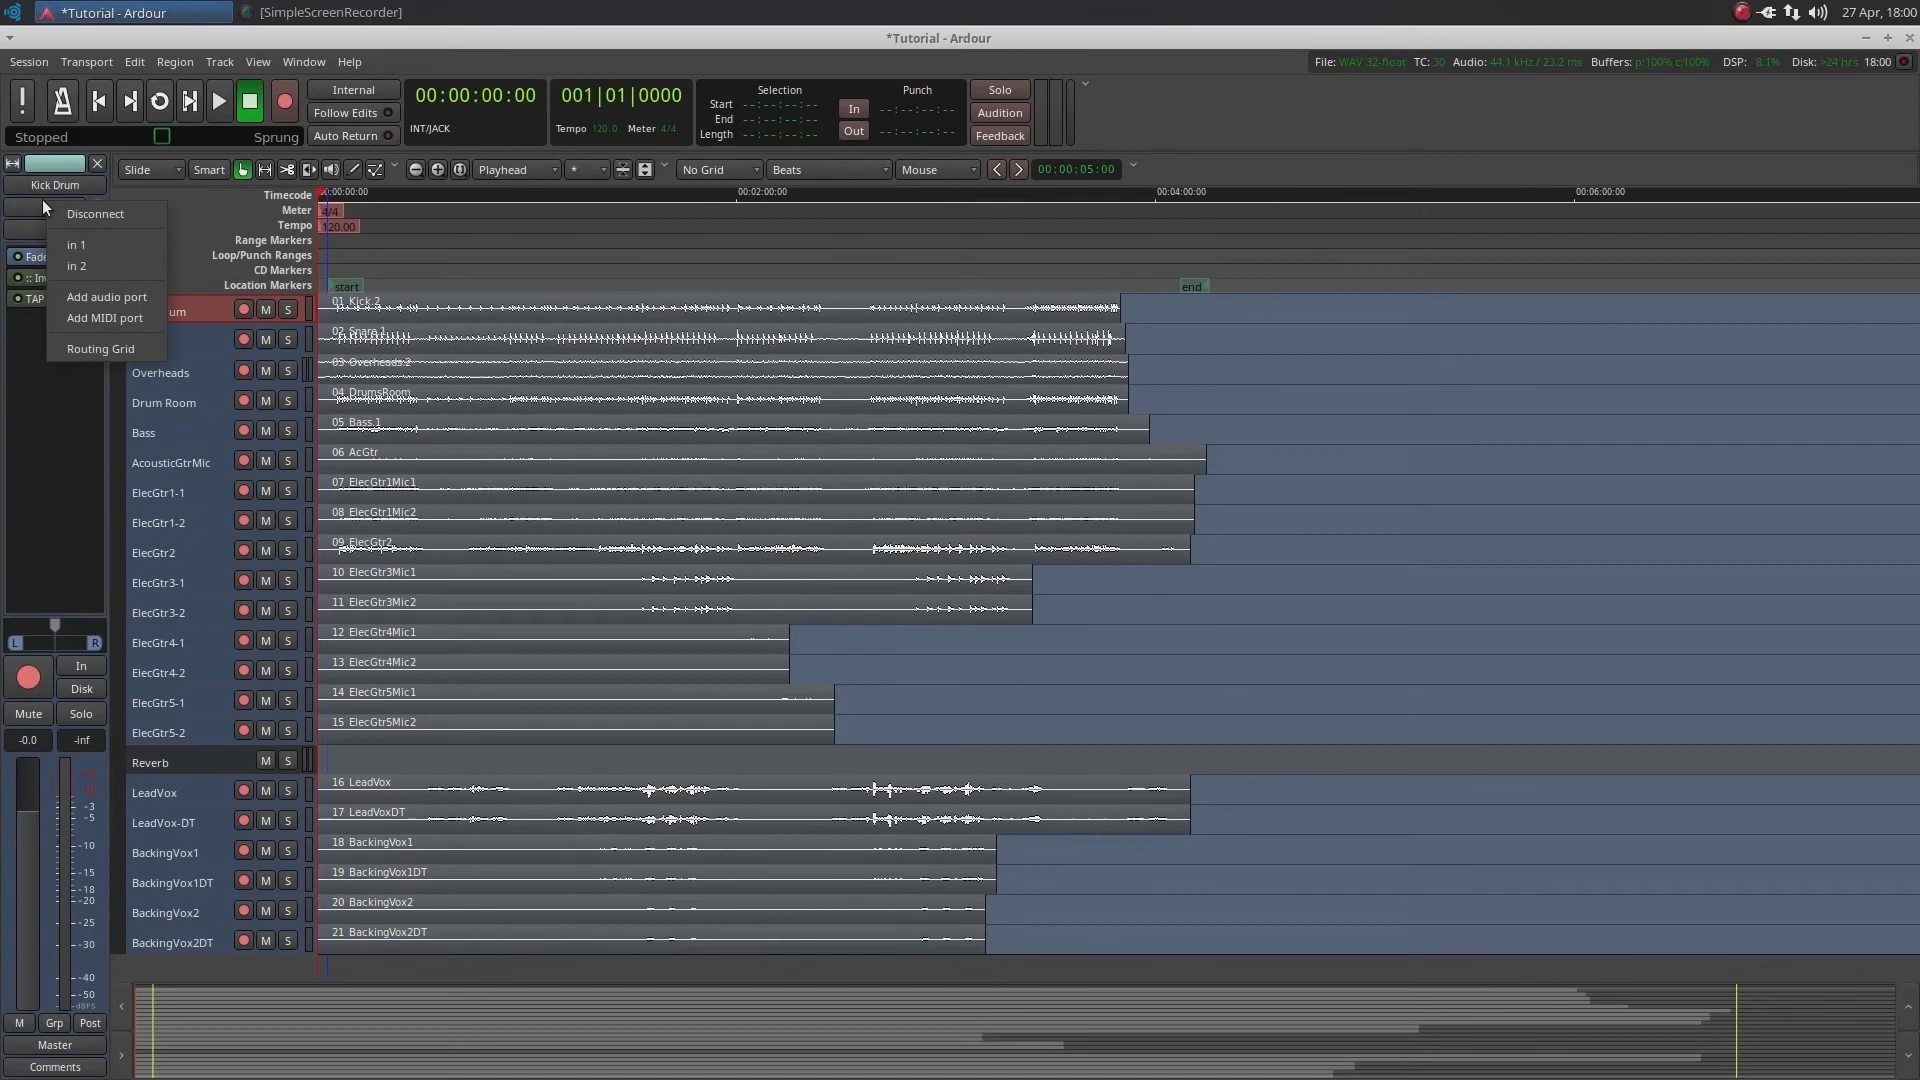 *Tutorial - Ardour
[SimpleScreenRecorder]
27 Apr, 18:00
*Tutorial - Ardour
Session Transport Edit Region Track View Window Help
File: WAV 32-float TC: 30 Audio: 44.1 kHz / 23.2 ms Buffers: p:100% c:100% DSP: 8.1% Disk: >24 hrs 18:00
Internal
Follow Edits
Auto Return
Stopped
Sprung
00:00:00:00
INT/JACK
001|01|0000
Tempo 120.0 Meter 4/4
Selection
Punch
Start --:--:--:--
End --:--:--:--
Length --:--:--:--
In --:--:--:--
Out --:--:--:--
Solo
Audition
Feedback
Slide Smart Playhead * No Grid Beats Mouse 00:00:05:00
Kick Drum
Disconnect
in 1
in 2
Add audio port
Add MIDI port
Routing Grid
Fade
:: Inv
TAP
Timecode
Meter
Tempo
Range Markers
Loop/Punch Ranges
CD Markers
Location Markers
00:00:00:00 00:02:00:00 00:04:00:00 00:06:00:00
4/4
120.00
start end
um M S 01 Kick.2
M S 02 Snare.1
Overheads M S 03 Overheads.2
Drum Room M S 04 DrumsRoom
Bass M S 05 Bass.1
AcousticGtrMic M S 06 AcGtr
ElecGtr1-1 M S 07 ElecGtr1Mic1
ElecGtr1-2 M S 08 ElecGtr1Mic2
ElecGtr2 M S 09 ElecGtr2
ElecGtr3-1 M S 10 ElecGtr3Mic1
ElecGtr3-2 M S 11 ElecGtr3Mic2
ElecGtr4-1 M S 12 ElecGtr4Mic1
ElecGtr4-2 M S 13 ElecGtr4Mic2
ElecGtr5-1 M S 14 ElecGtr5Mic1
ElecGtr5-2 M S 15 ElecGtr5Mic2
Reverb M S
LeadVox M S 16 LeadVox
LeadVox-DT M S 17 LeadVoxDT
BackingVox1 M S 18 BackingVox1
BackingVox1DT M S 19 BackingVox1DT
BackingVox2 M S 20 BackingVox2
BackingVox2DT M S 21 BackingVox2DT
L R
In
Disk
Mute Solo
-0.0 -inf
-3
-5
-10
-15
-18
-20
-25
-30
-40
-50
dBFS
M Grp Post
Master
Comments